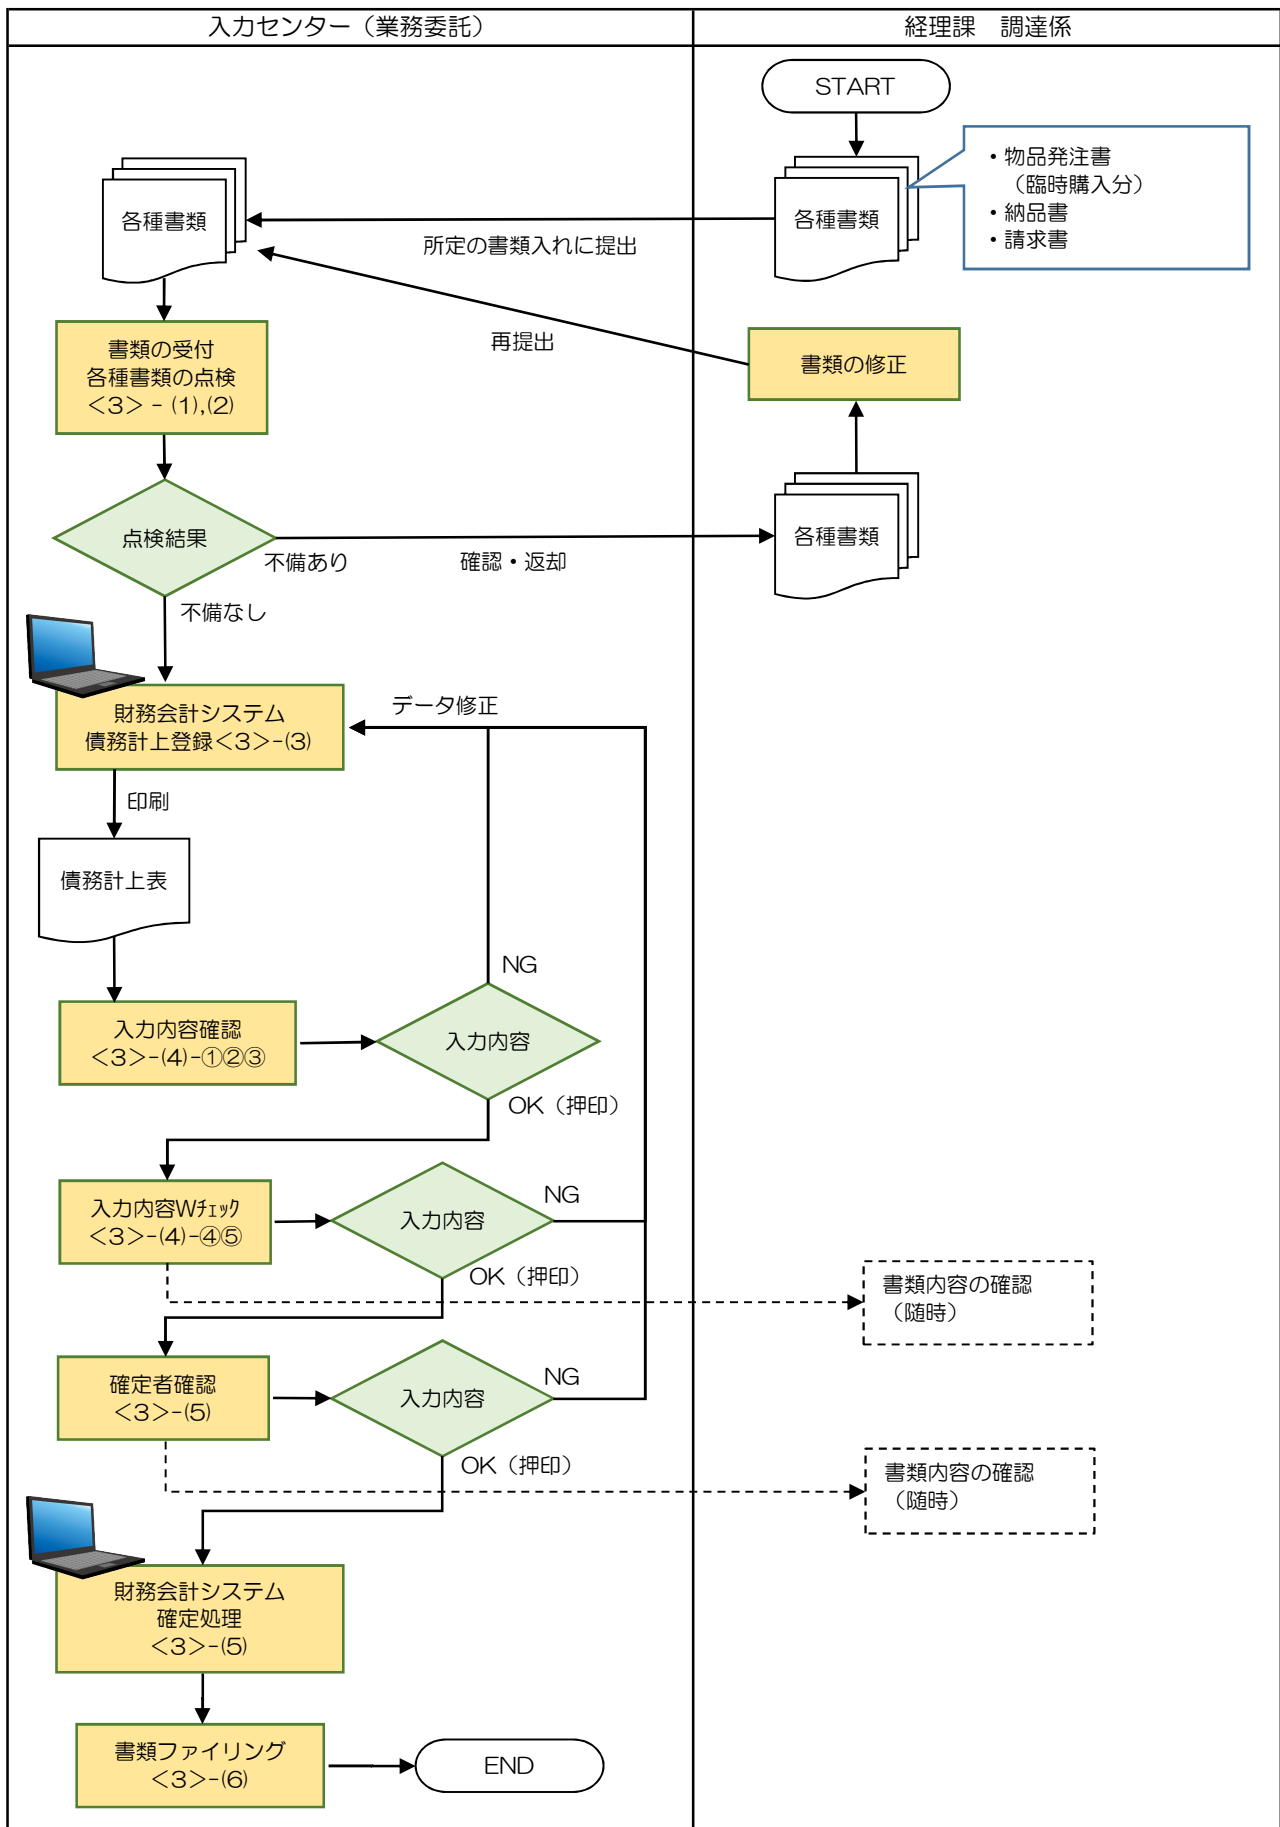 入力センター（業務委託）
経理課　調達係
START
・物品発注書
（臨時購入分）
・納品書
・請求書
各種書類
各種書類
所定の書類入れに提出
再提出
書類の修正
書類の受付
各種書類の点検
<3> - (1),(2)
点検結果
不備あり
確認・返却
各種書類
不備なし
財務会計システム
債務計上登録<3>-(3)
データ修正
印刷
債務計上表
NG
入力内容確認
<3>-(4)-①②③
入力内容
OK（押印）
入力内容Wﾁｪｯｸ
<3>-(4)-④⑤
入力内容
NG
OK（押印）
書類内容の確認
（随時）
確定者確認
<3>-(5)
入力内容
NG
OK（押印）
書類内容の確認
（随時）
財務会計システム
確定処理
<3>-(5)
書類ファイリング
<3>-(6)
END